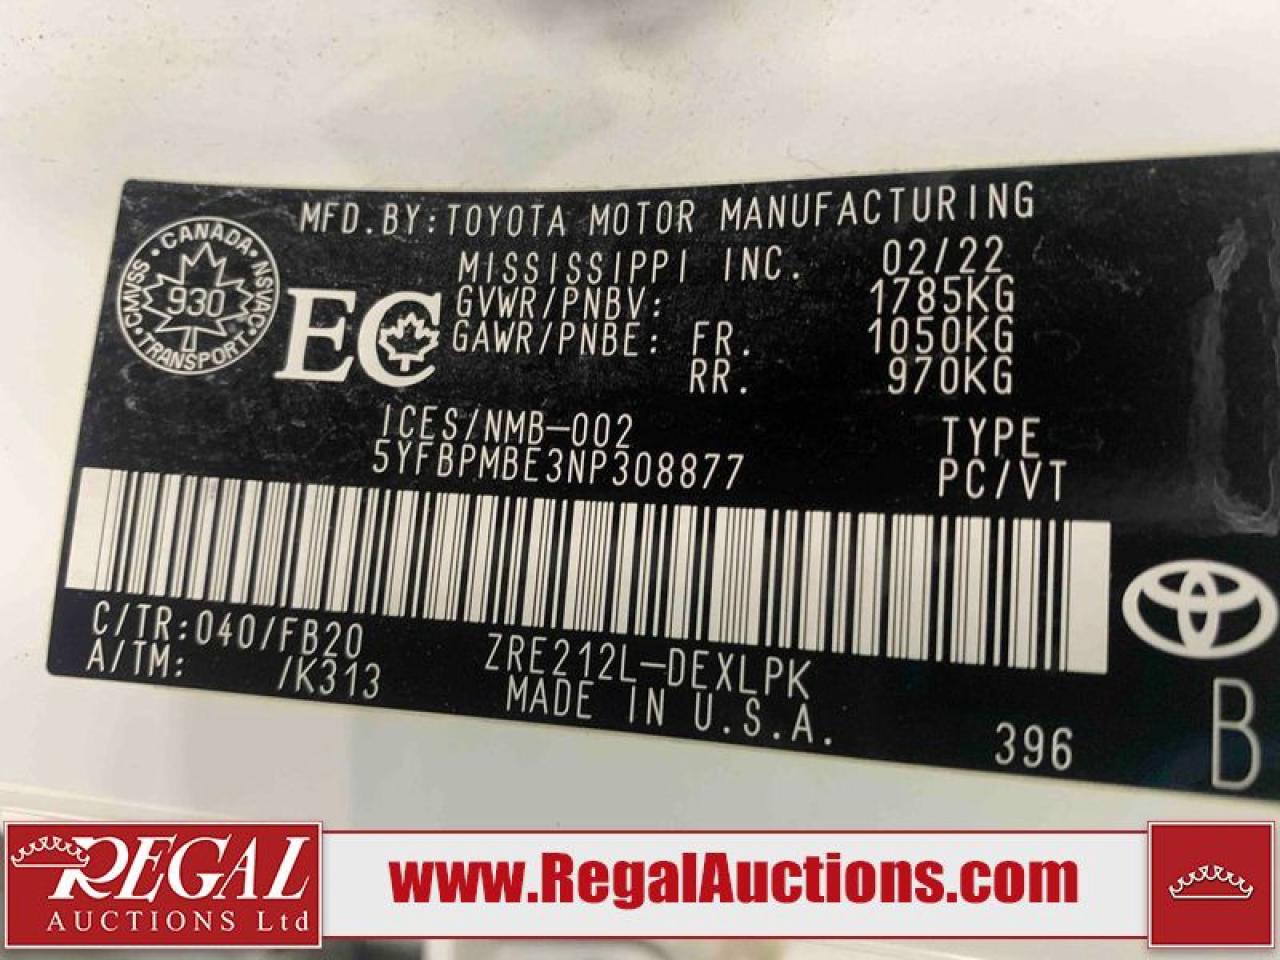 MFD.BY:TOYOTA MOTOR MANUFACTURING
MISSISSIPPI INC. 02/22
GVWR/PNBV: 1785KG
GAWR/PNBE: FR. 1050KG
RR. 970KG
CANADA
CMVSS 930 NSVAC
TRANSPORT
EC
ICES/NMB-002 TYPE
5YFBPMBE3NP308877 PC/VT
C/TR:040/FB20 ZRE212L-DEXLPK
A/TM: /K313 MADE IN U.S.A.
396 B
REGAL
AUCTIONS Ltd
www.RegalAuctions.com